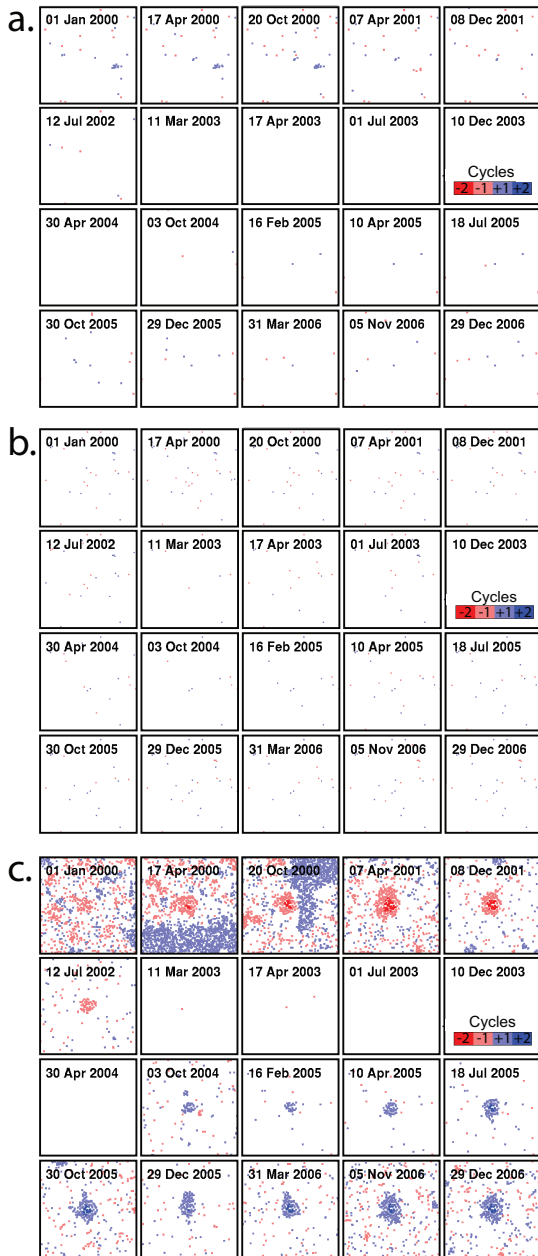 a.
01 Jan 2000 17 Apr 2000 20 Oct 2000 07 Apr 2001 08 Dec 2001
12 Jul 2002 11 Mar 2003 17 Apr 2003 01 Jul 2003 10 Dec 2003
Cycles
-2 -1 +1 +2
30 Apr 2004 03 Oct 2004 16 Feb 2005 10 Apr 2005 18 Jul 2005
30 Oct 2005 29 Dec 2005 31 Mar 2006 05 Nov 2006 29 Dec 2006
b.
01 Jan 2000 17 Apr 2000 20 Oct 2000 07 Apr 2001 08 Dec 2001
12 Jul 2002 11 Mar 2003 17 Apr 2003 01 Jul 2003 10 Dec 2003
Cycles
-2 -1 +1 +2
30 Apr 2004 03 Oct 2004 16 Feb 2005 10 Apr 2005 18 Jul 2005
30 Oct 2005 29 Dec 2005 31 Mar 2006 05 Nov 2006 29 Dec 2006
c.
01 Jan 2000 17 Apr 2000 20 Oct 2000 07 Apr 2001 08 Dec 2001
12 Jul 2002 11 Mar 2003 17 Apr 2003 01 Jul 2003 10 Dec 2003
Cycles
-2 -1 +1 +2
30 Apr 2004 03 Oct 2004 16 Feb 2005 10 Apr 2005 18 Jul 2005
30 Oct 2005 29 Dec 2005 31 Mar 2006 05 Nov 2006 29 Dec 2006